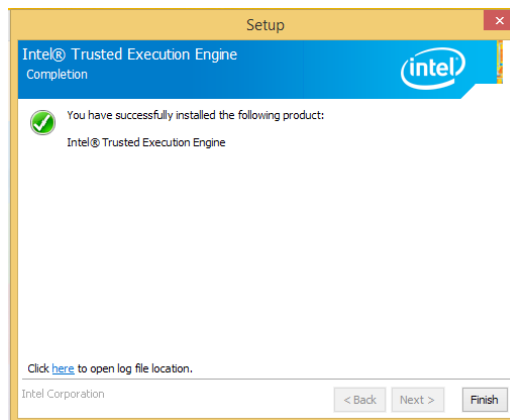 Setup
Intel® Trusted Execution Engine
Completion
intel
You have successfully installed the following product:
Intel® Trusted Execution Engine
Click here to open log file location.
Intel Corporation
< Back Next > Finish